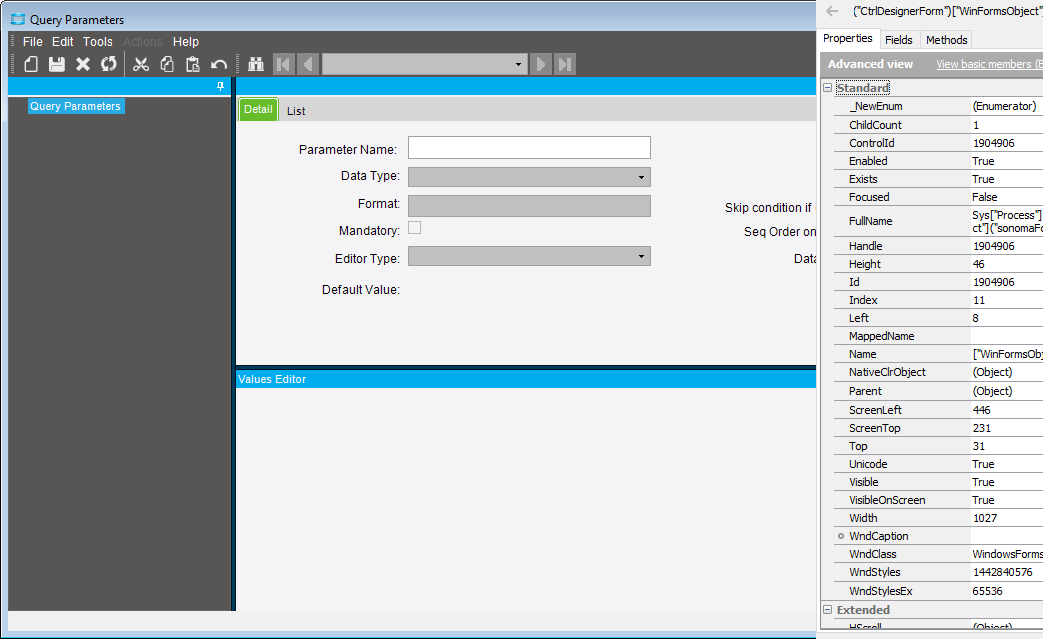 Query Parameters
File Edit Tools Actions Help
Query Parameters
Detail List
Parameter Name:
Data Type:
Format:
Skip condition if
Mandatory:
Seq Order on
Editor Type:
Data
Default Value:
Values Editor
("CtrlDesignerForm")["WinFormsObject"
Properties Fields Methods
Advanced view View basic members (
Standard
_NewEnum (Enumerator)
ChildCount 1
ControlId 1904906
Enabled True
Exists True
Focused False
FullName Sys["Process"]
ct"]("sonomaFo
Handle 1904906
Height 46
Id 1904906
Index 11
Left 8
MappedName
Name ["WinFormsObj
NativeClrObject (Object)
Parent (Object)
ScreenLeft 446
ScreenTop 231
Top 31
Unicode True
Visible True
VisibleOnScreen True
Width 1027
WndCaption
WndClass WindowsForms
WndStyles 1442840576
WndStylesEx 65536
Extended
HScroll (Object)